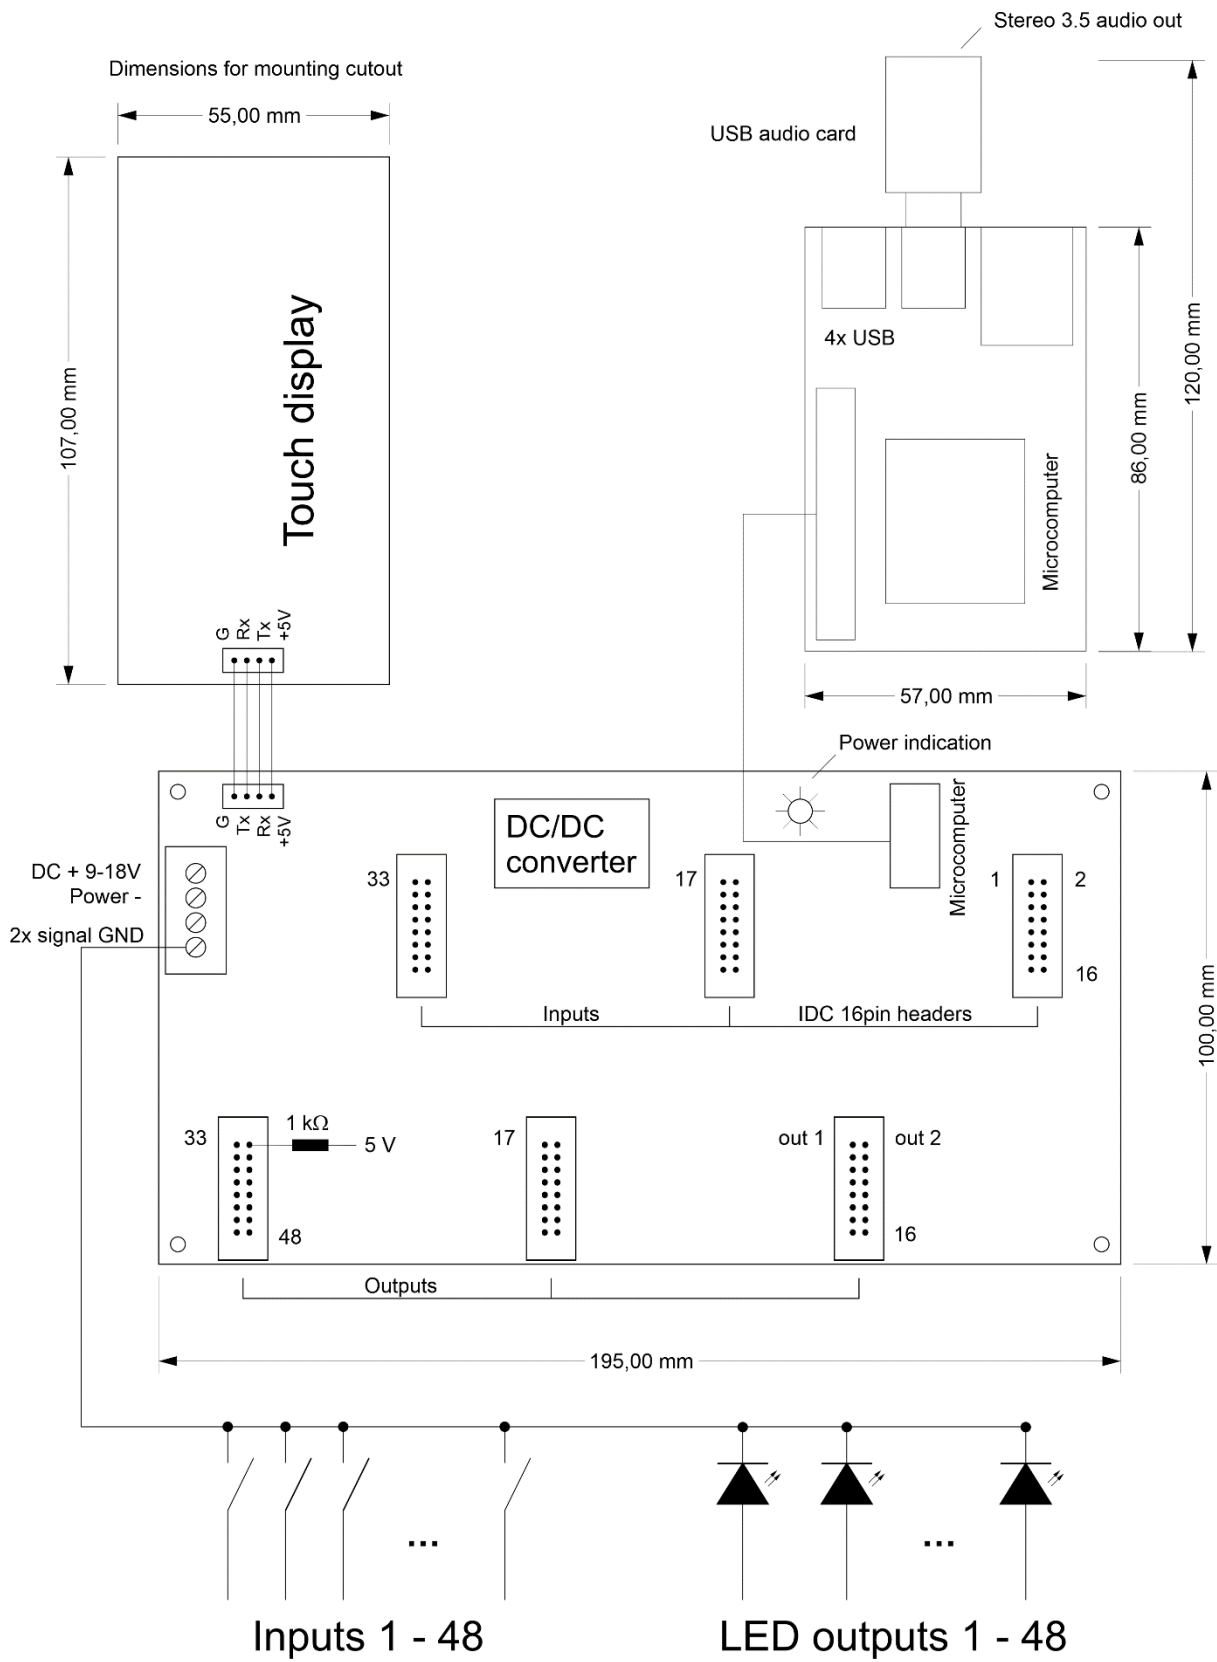 Stereo 3.5 audio out
Dimensions for mounting cutout
55,00 mm
USB audio card
107,00 mm
Touch display
120,00 mm
86,00 mm
4x USB
Microcomputer
G
Rx
Tx
+5V
57,00 mm
Power indication
G
Tx
Rx
+5V
DC/DC
converter
Microcomputer
DC + 9-18V
Power -
2x signal GND
33
17
1
2
16
Inputs
IDC 16pin headers
100,00 mm
33
1 kΩ
5 V
17
out 1
out 2
48
16
Outputs
195,00 mm
...
...
Inputs 1 - 48
LED outputs 1 - 48